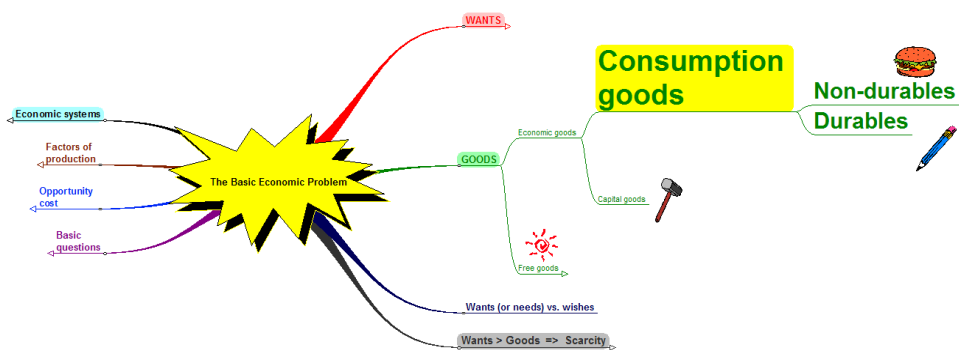 WANTS
Consumption
goods
Non-durables
Durables
Economic systems
Economic goods
Factors of
production
GOODS
The Basic Economic Problem
Opportunity
cost
Capital goods
Basic
questions
Free goods
Wants (or needs) vs. wishes
Wants > Goods => Scarcity